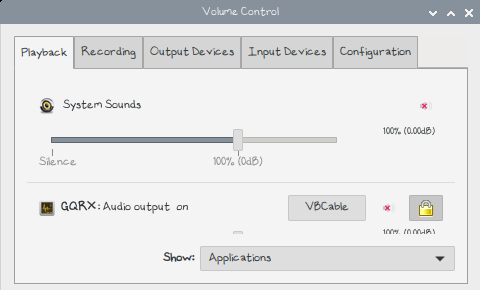 Volume Control
Playback Recording Output Devices Input Devices Configuration
System Sounds
100% (0.00dB)
Silence 100% (0dB)
GQRX: Audio output on VBCable
100% (0.00dB)
Show: Applications